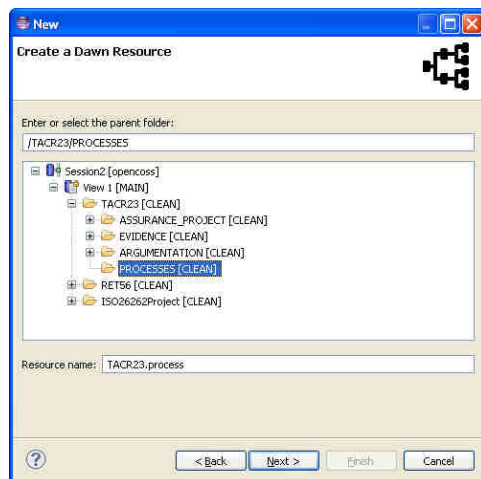 New
Create a Dawn Resource
Enter or select the parent folder:
/TACR23/PROCESSES
Session2 [opencoss]
View 1 [MAIN]
TACR23 [CLEAN]
ASSURANCE_PROJECT [CLEAN]
EVIDENCE [CLEAN]
ARGUMENTATION [CLEAN]
PROCESSES [CLEAN]
RET56 [CLEAN]
ISO26262Project [CLEAN]
Resource name: TACR23.process
? < Back Next > Finish Cancel